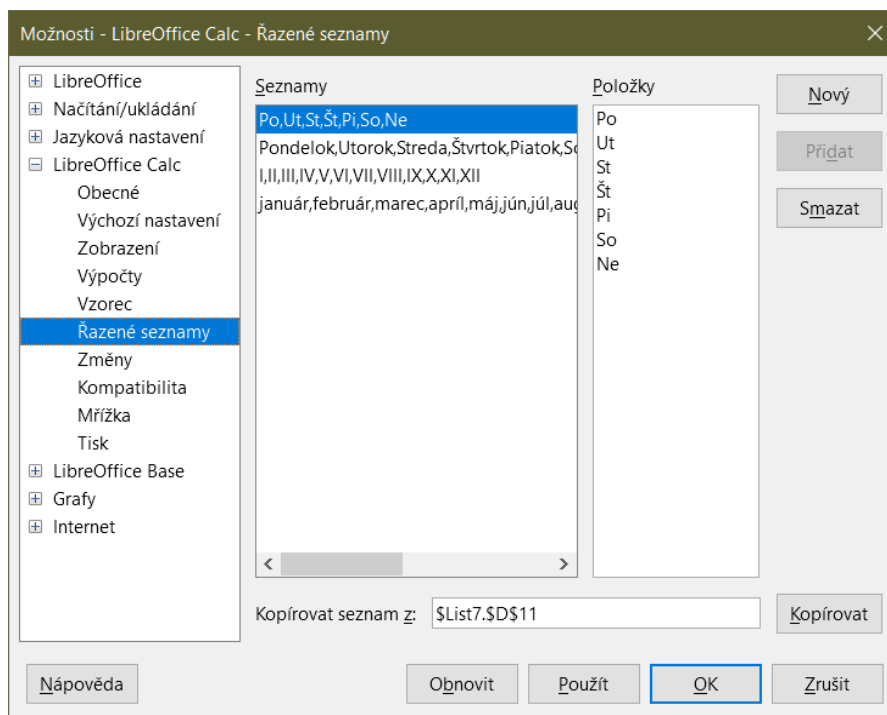 Možnosti - LibreOffice Calc - Řazené seznamy
LibreOffice
Načítání/ukládání
Jazyková nastavení
LibreOffice Calc
Obecné
Výchozí nastavení
Zobrazení
Výpočty
Vzorec
Řazené seznamy
Změny
Kompatibilita
Mřížka
Tisk
LibreOffice Base
Grafy
Internet
Seznamy
Po,Ut,St,Št,Pi,So,Ne
Pondelok,Utorok,Streda,Štvrtok,Piatok,So
I,II,III,IV,V,VI,VII,VIII,IX,X,XI,XII
január,február,marec,apríl,máj,jún,júl,aug
Položky
Po
Ut
St
Št
Pi
So
Ne
Nový
Přidat
Smazat
Kopírovat seznam z: $List7.$D$11
Kopírovat
Nápověda
Obnovit
Použít
OK
Zrušit